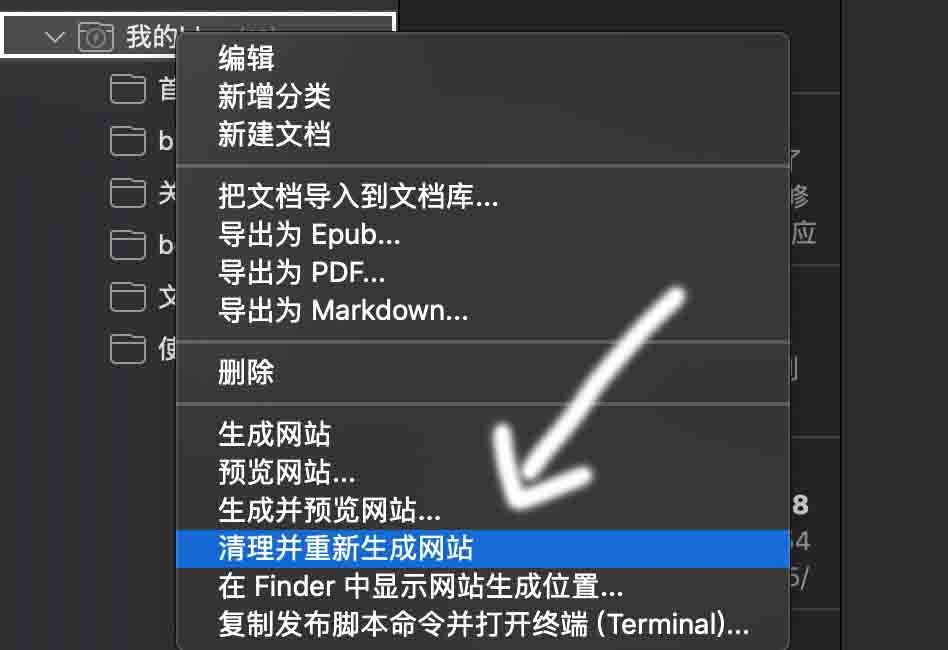 我的
编辑
新增分类
新建文档
把文档导入到文档库...
导出为 Epub...
导出为 PDF...
导出为 Markdown...
删除
生成网站
预览网站...
生成并预览网站...
清理并重新生成网站
在 Finder 中显示网站生成位置...
复制发布脚本命令并打开终端 (Terminal)...
首
b
关
b
文
使
修
应
8
54
5/